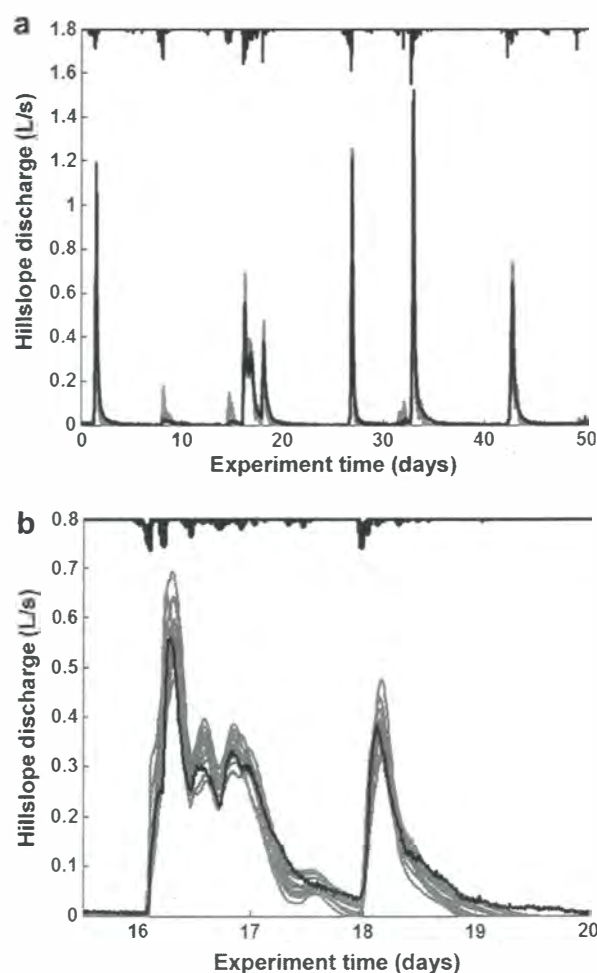 a
1.8
1.6
1.4
1.2
1
0.8
0.6
0.4
0.2
0
Hillslope discharge (L/s)
0 10 20 30 40 50
Experiment time (days)
b
0.8
0.7
0.6
0.5
0.4
0.3
0.2
0.1
0
Hillslope discharge (L/s)
16 17 18 19 20
Experiment time (days)